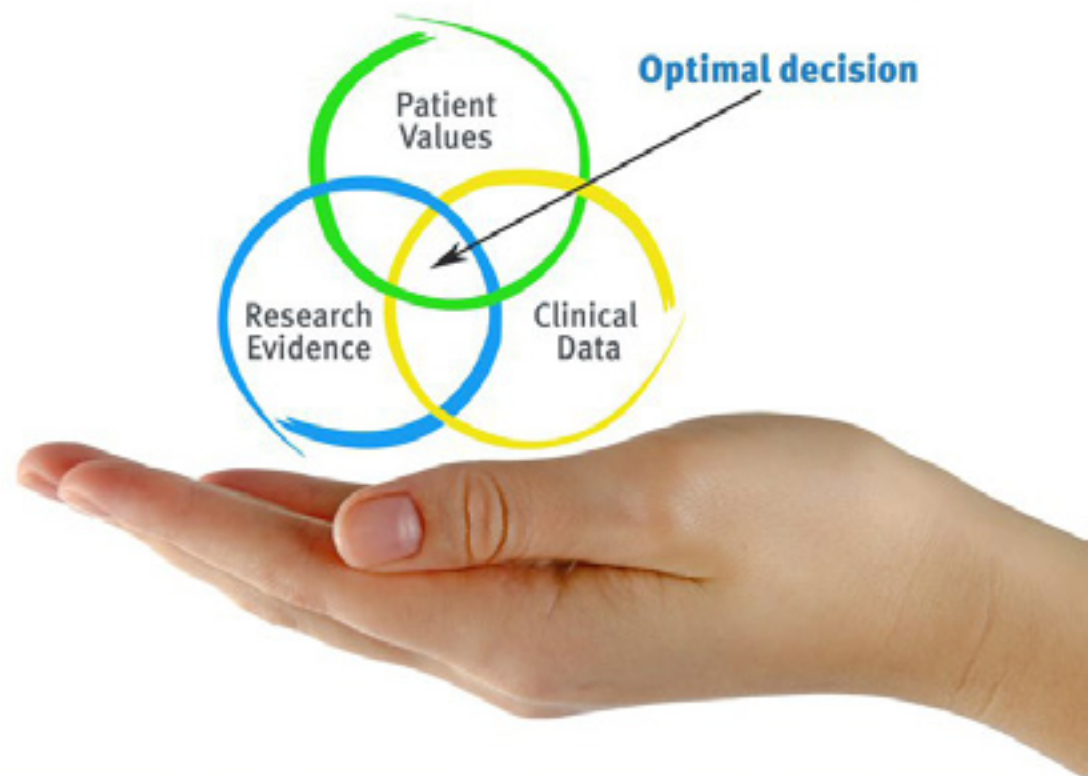 Optimal decision
Patient
Values
Research
Evidence
Clinical
Data